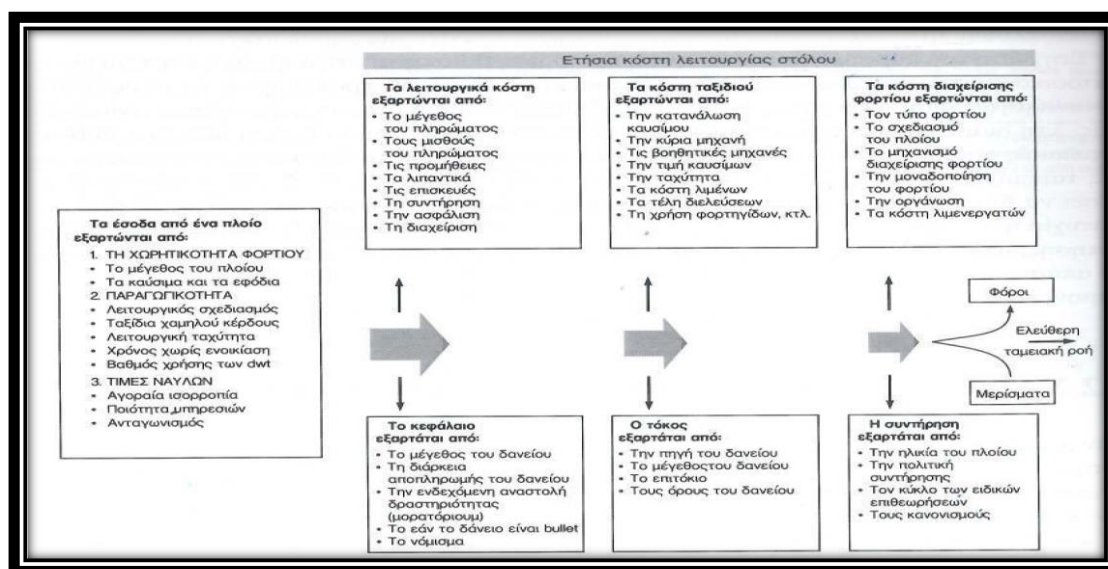 Ετήσια κόστη λειτουργίας στόλου
Τα λειτουργικά κόστη
εξαρτώνται από:
• Το μέγεθος
του πληρώματος
• Τους μισθούς
του πληρώματος
• Τις προμήθειες
• Τα λιπαντικά
• Τις επισκευές
• Τη συντήρηση
• Την ασφάλιση
• Τη διαχείριση
Τα κόστη ταξιδιού
εξαρτώνται από:
• Την κατανάλωση
καυσίμου
• Την κύρια μηχανή
• Τις βοηθητικές μηχανές
• Την τιμή καυσίμων
• Την ταχύτητα
• Τα κόστη λιμένων
• Τα τέλη διελεύσεων
• Τη χρήση φορτηγίδων, κτλ.
Τα κόστη διαχείρισης
φορτίου εξαρτώνται από:
• Τον τύπο φορτίου
• Το σχεδιασμό
του πλοίου
• Το μηχανισμό
διαχείρισης φορτίου
• Την μοναδοποίηση
του φορτίου
• Την οργάνωση
• Τα κόστη λιμενεργατών
Τα έσοδα από ένα πλοίο
εξαρτώνται από:
1. ΤΗ ΧΩΡΗΤΙΚΟΤΗΤΑ ΦΟΡΤΙΟΥ
• Το μέγεθος του πλοίου
• Τα καύσιμα και τα εφόδια
2. ΠΑΡΑΓΩΓΙΚΟΤΗΤΑ
• Λειτουργικός σχεδιασμός
• Ταξίδια χαμηλού κέρδους
• Λειτουργική ταχύτητα
• Χρόνος χωρίς ενοικίαση
• Βαθμός χρήσης των dwt
3. ΤΙΜΕΣ ΝΑΥΛΩΝ
• Αγοραία ισορροπία
• Ποιότητα υπηρεσιών
• Ανταγωνισμός
Φόροι
Ελεύθερη
ταμειακή ροή
Μερίσματα
Το κεφάλαιο
εξαρτάται από:
• Το μέγεθος του δανείου
• Τη διάρκεια
αποπληρωμής του δανείου
• Την ενδεχόμενη αναστολή
δραστηριότητας
(μορατόριουμ)
• Το εάν το δάνειο είναι bullet
• Το νόμισμα
Ο τόκος
εξαρτάται από:
• Την πηγή του δανείου
• Το μέγεθοςτου δανείου
• Το επιτόκιο
• Τους όρους του δανείου
Η συντήρηση
εξαρτάται από:
• Την ηλικία του πλοίου
• Την πολιτική
συντήρησης
• Τον κύκλο των ειδικών
επιθεωρήσεων
• Τους κανονισμούς